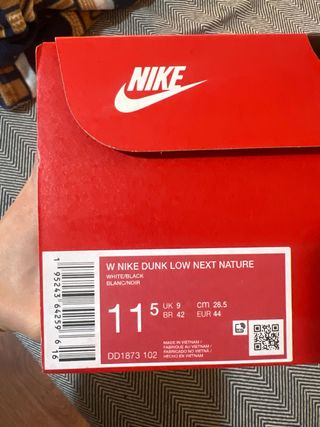 NIKE
W NIKE DUNK LOW NEXT NATURE
WHITE/BLACK
BLANC/NOIR
11 5 UK 9 cm 28.5
BR 42 EUR 44
MADE IN VIETNAM /
FABRIQUE AU VIETNAM /
FABRICADO NO VIETNÃ /
HECHO EN VIETNAM
DD1873 102
1 95243 64259 6